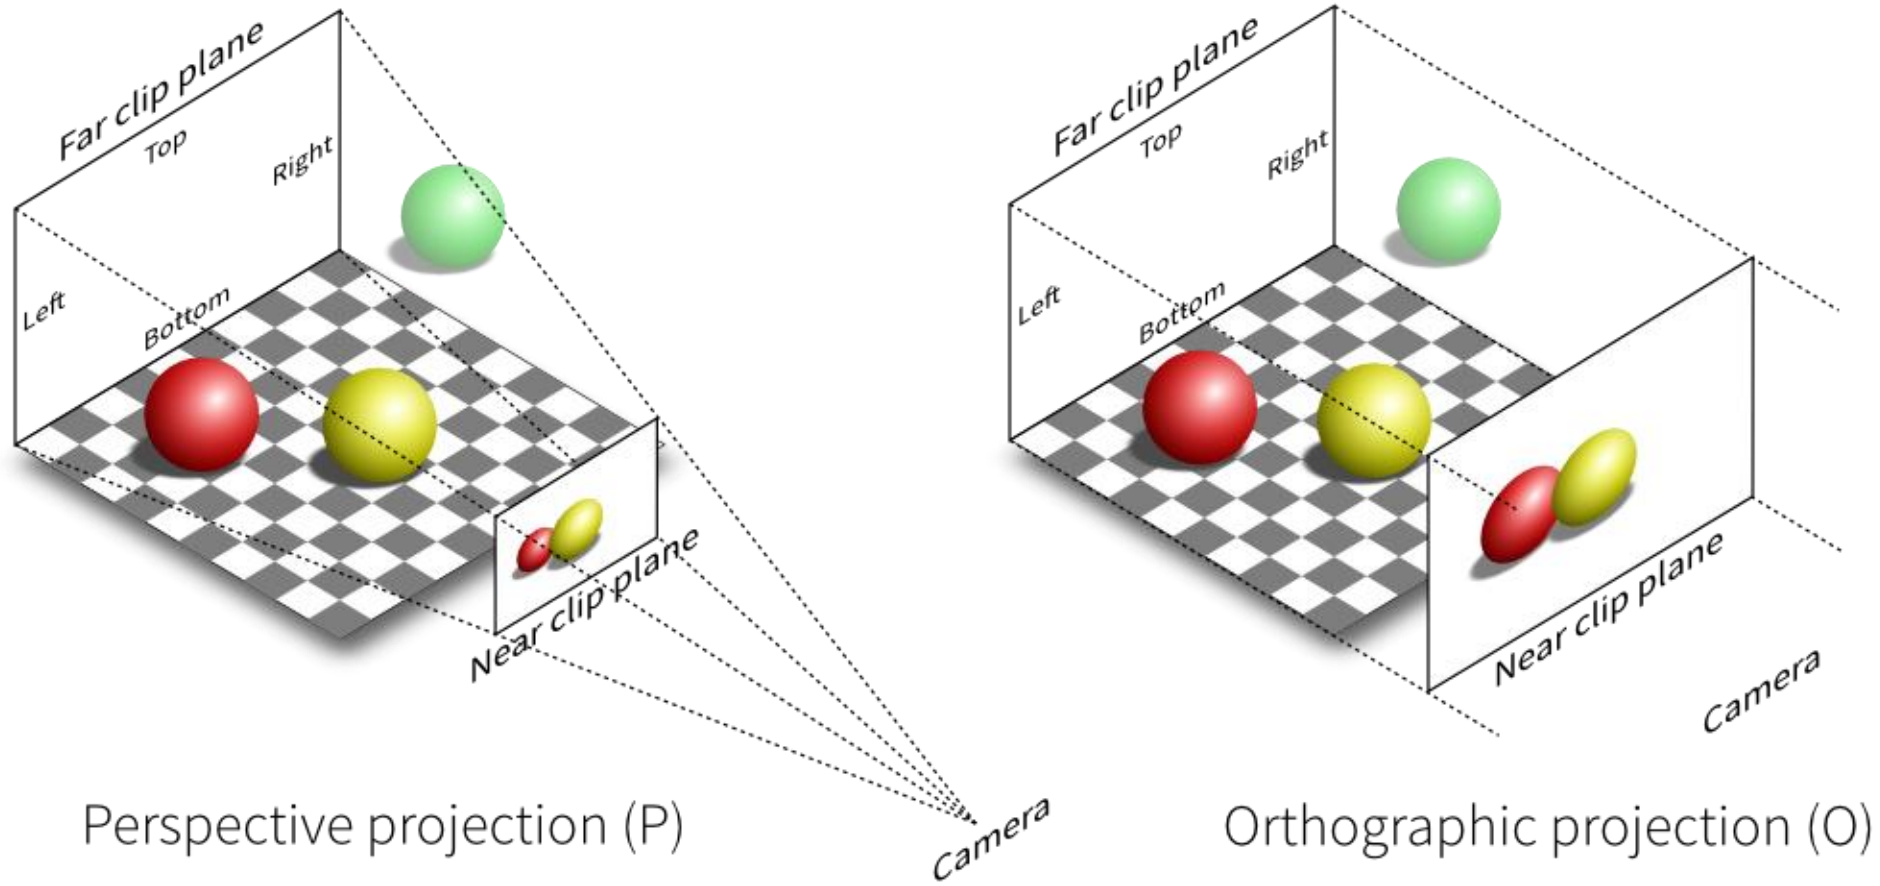 Far clip plane
Top
Right
Left
Bottom
Near clip plane
Camera
Perspective projection (P)
Far clip plane
Top
Right
Left
Bottom
Near clip plane
Camera
Orthographic projection (O)